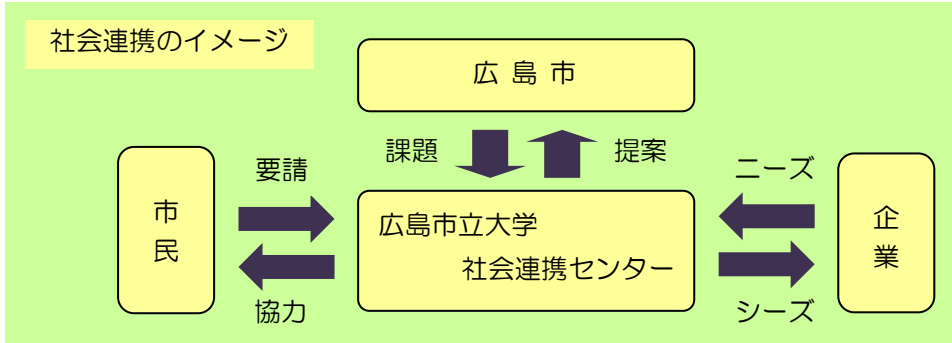 社会連携のイメージ
広島市
課題
提案
要請
ニーズ
市民
広島市立大学
社会連携センター
企業
協力
シーズ